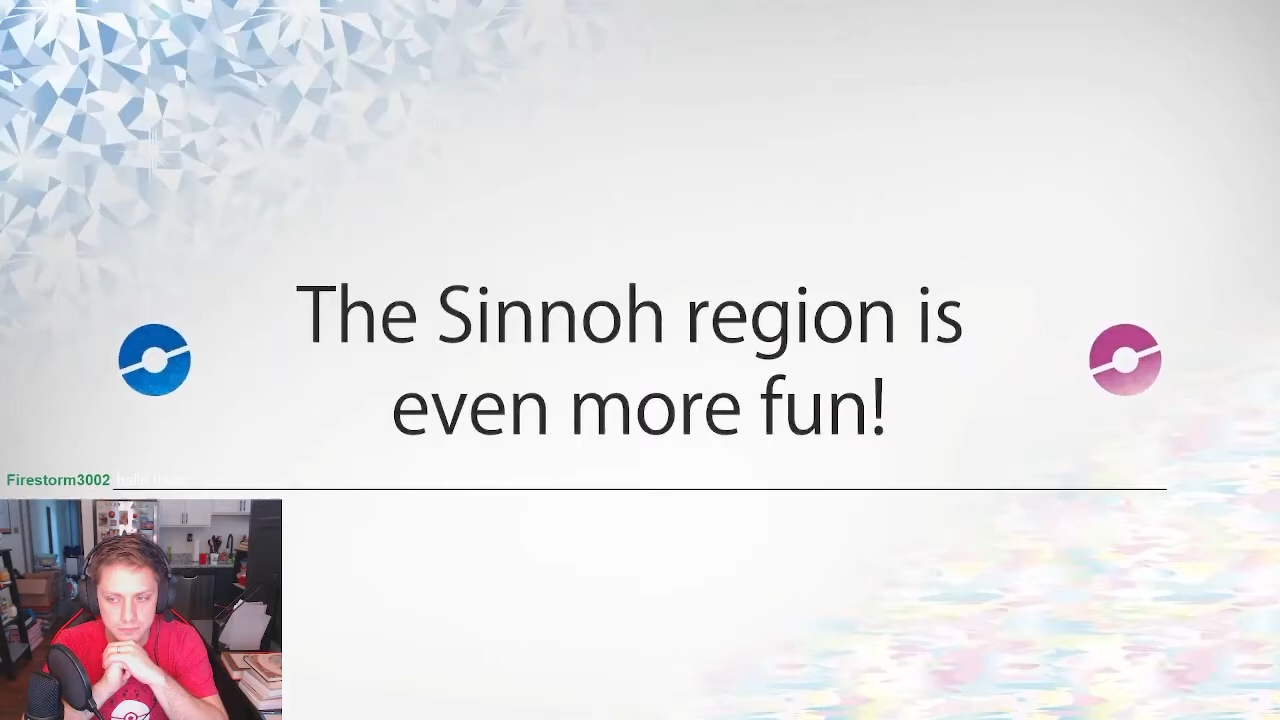 The Sinnoh region is
even more fun!
Firestorm3002